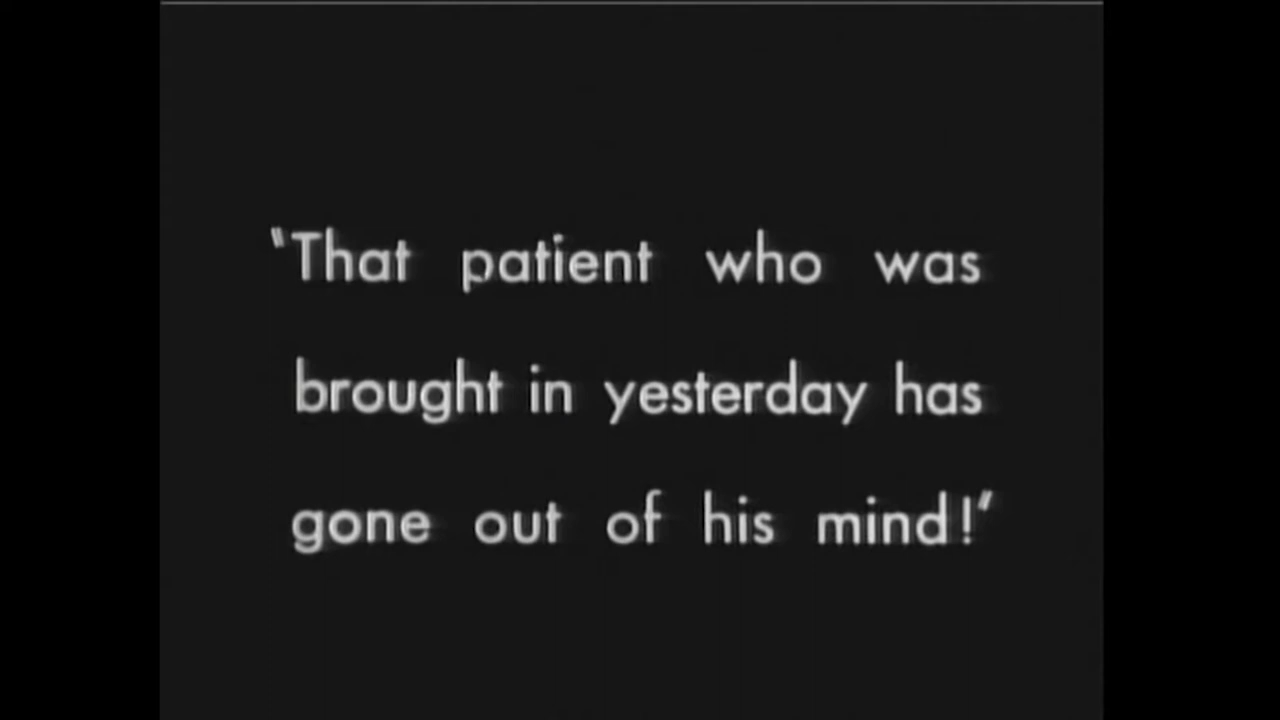 "That patient who was
brought in yesterday has
gone out of his mind!"